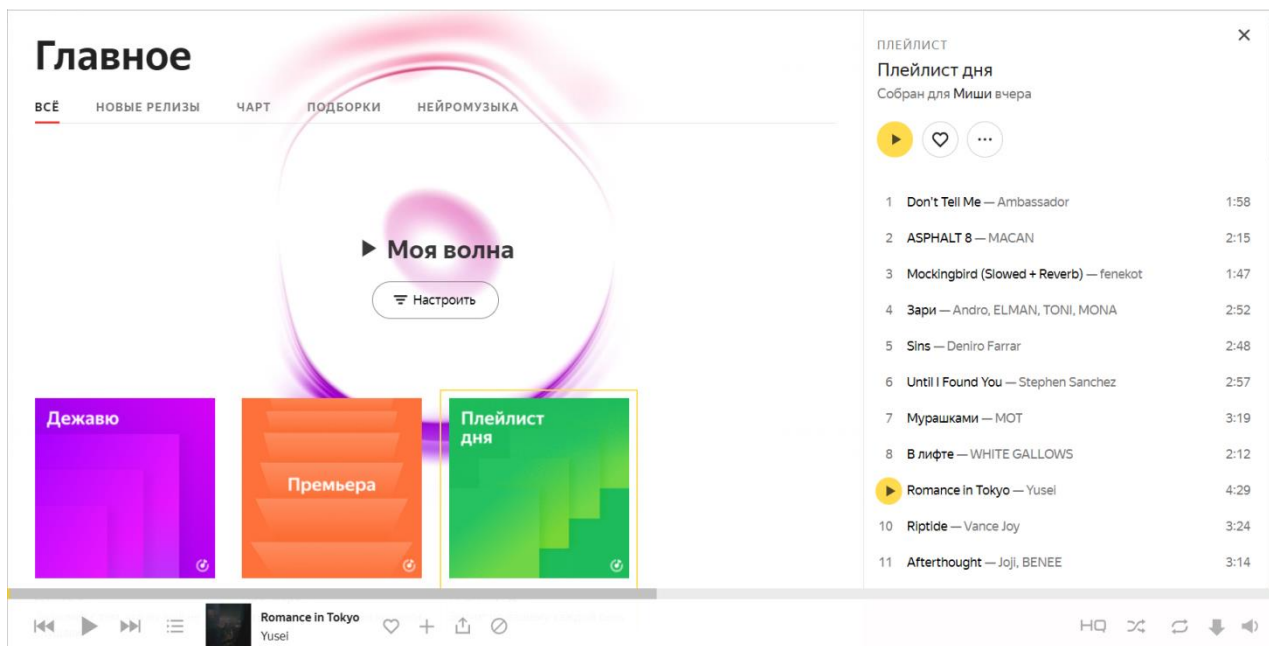 Главное
ВСЁ НОВЫЕ РЕЛИЗЫ ЧАРТ ПОДБОРКИ НЕЙРОМУЗЫКА
Моя волна
Настроить
Дежавю
Премьера
Плейлист
дня
ПЛЕЙЛИСТ
Плейлист дня
Собран для Миши вчера
1 Don't Tell Me — Ambassador 1:58
2 ASPHALT 8 — MACAN 2:15
3 Mockingbird (Slowed + Reverb) — fenekot 1:47
4 Зари — Andro, ELMAN, TONI, MONA 2:52
5 Sins — Deniro Farrar 2:48
6 Until I Found You — Stephen Sanchez 2:57
7 Мурашками — МОТ 3:19
8 В лифте — WHITE GALLOWS 2:12
Romance in Tokyo — Yusei 4:29
10 Riptide — Vance Joy 3:24
11 Afterthought — Joji, BENEE 3:14
Romance in Tokyo
Yusei
HQ